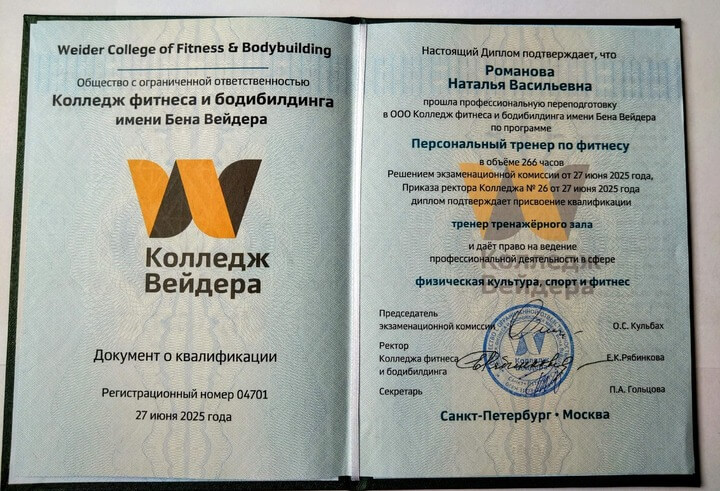 Weider College of Fitness & Bodybuilding
Общество с ограниченной ответственностью
Колледж фитнеса и бодибилдинга
имени Бена Вейдера
Колледж
Вейдера
Документ о квалификации
Регистрационный номер 04701
27 июня 2025 года
Настоящий Диплом подтверждает, что
Романова
Наталья Васильевна
прошла профессиональную переподготовку
в ООО Колледж фитнеса и бодибилдинга имени Бена Вейдера
по программе
Персональный тренер по фитнесу
в объёме 266 часов
Решением экзаменационной комиссии от 27 июня 2025 года,
Приказа ректора Колледжа № 26 от 27 июня 2025 года
диплом подтверждает присвоение квалификации
тренер тренажёрного зала
и даёт право на ведение
профессиональной деятельности в сфере
физическая культура, спорт и фитнес
Колледж
Вейдера
Председатель
экзаменационной комиссии
О.С. Кульбах
Ректор
Колледжа фитнеса
и бодибилдинга
Е.К.Рябинкова
Секретарь
П.А. Гольцова
Колледж
Санкт-Петербург • Москва